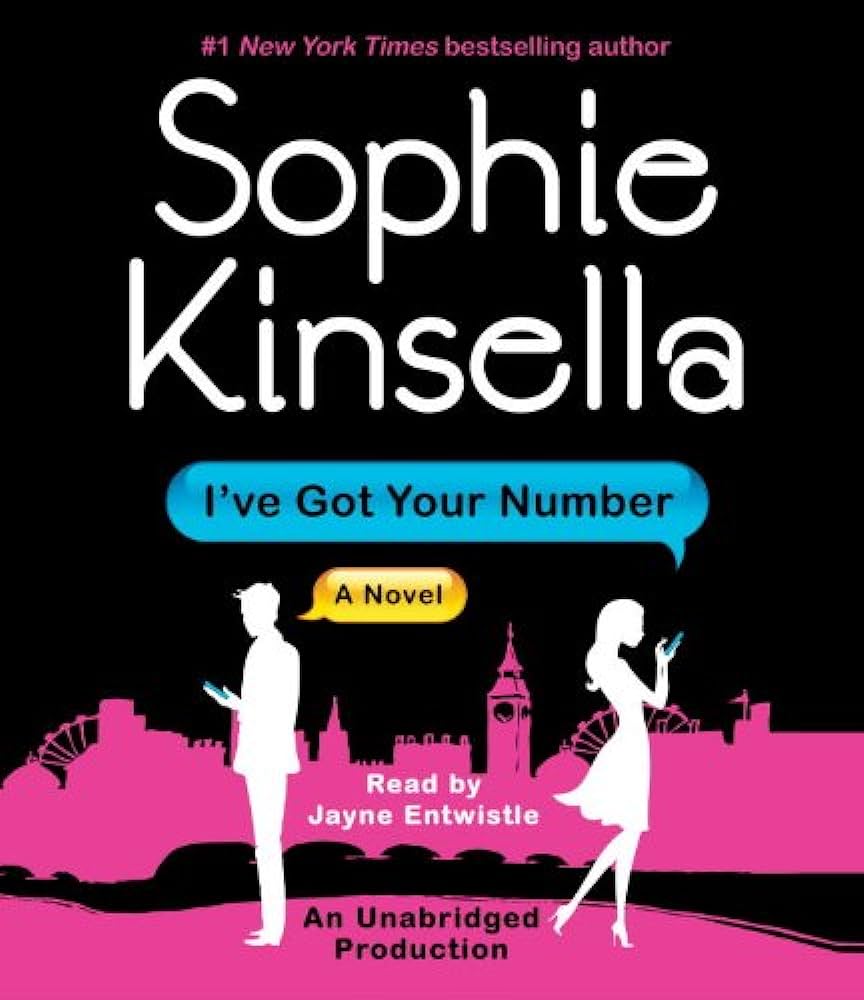 #1 New York Times bestselling author
Sophie
Kinsella
I've Got Your Number
A Novel
Read by
Jayne Entwistle
An Unabridged
Production